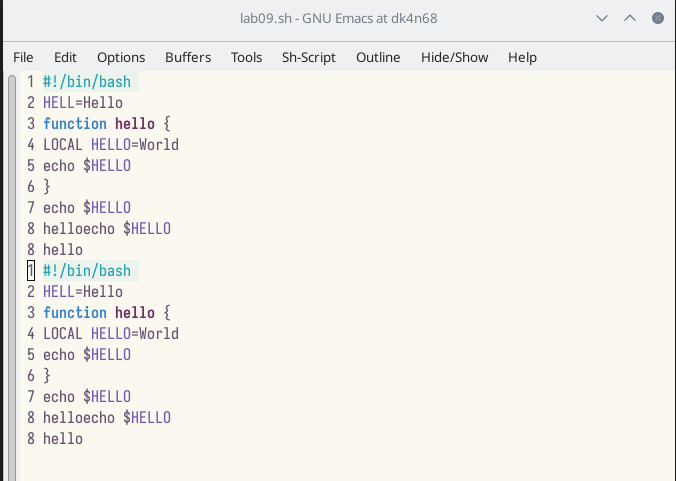 lab09.sh - GNU Emacs at dk4n68
File Edit Options Buffers Tools Sh-Script Outline Hide/Show Help
1 #!/bin/bash
2 HELL=Hello
3 function hello {
4 LOCAL HELLO=World
5 echo $HELLO
6 }
7 echo $HELLO
8 helloecho $HELLO
8 hello
1 #!/bin/bash
2 HELL=Hello
3 function hello {
4 LOCAL HELLO=World
5 echo $HELLO
6 }
7 echo $HELLO
8 helloecho $HELLO
8 hello